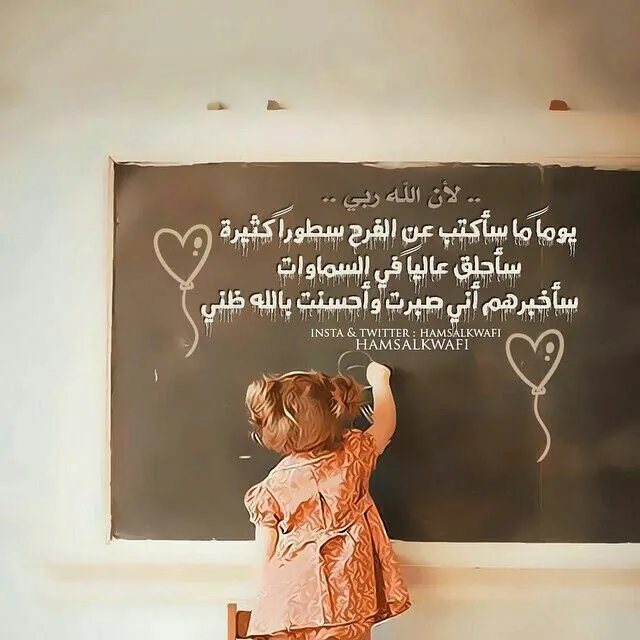 .. لأن الله ربي ..
يوماً ما سأكتب عن الفرح سطوراً كثيرة
سأحلق عالياً في السماوات
سأخبرهم أني صبرت وأحسنت بالله ظني
INSTA & TWITTER : HAMSALKWAFI
HAMSALKWAFI